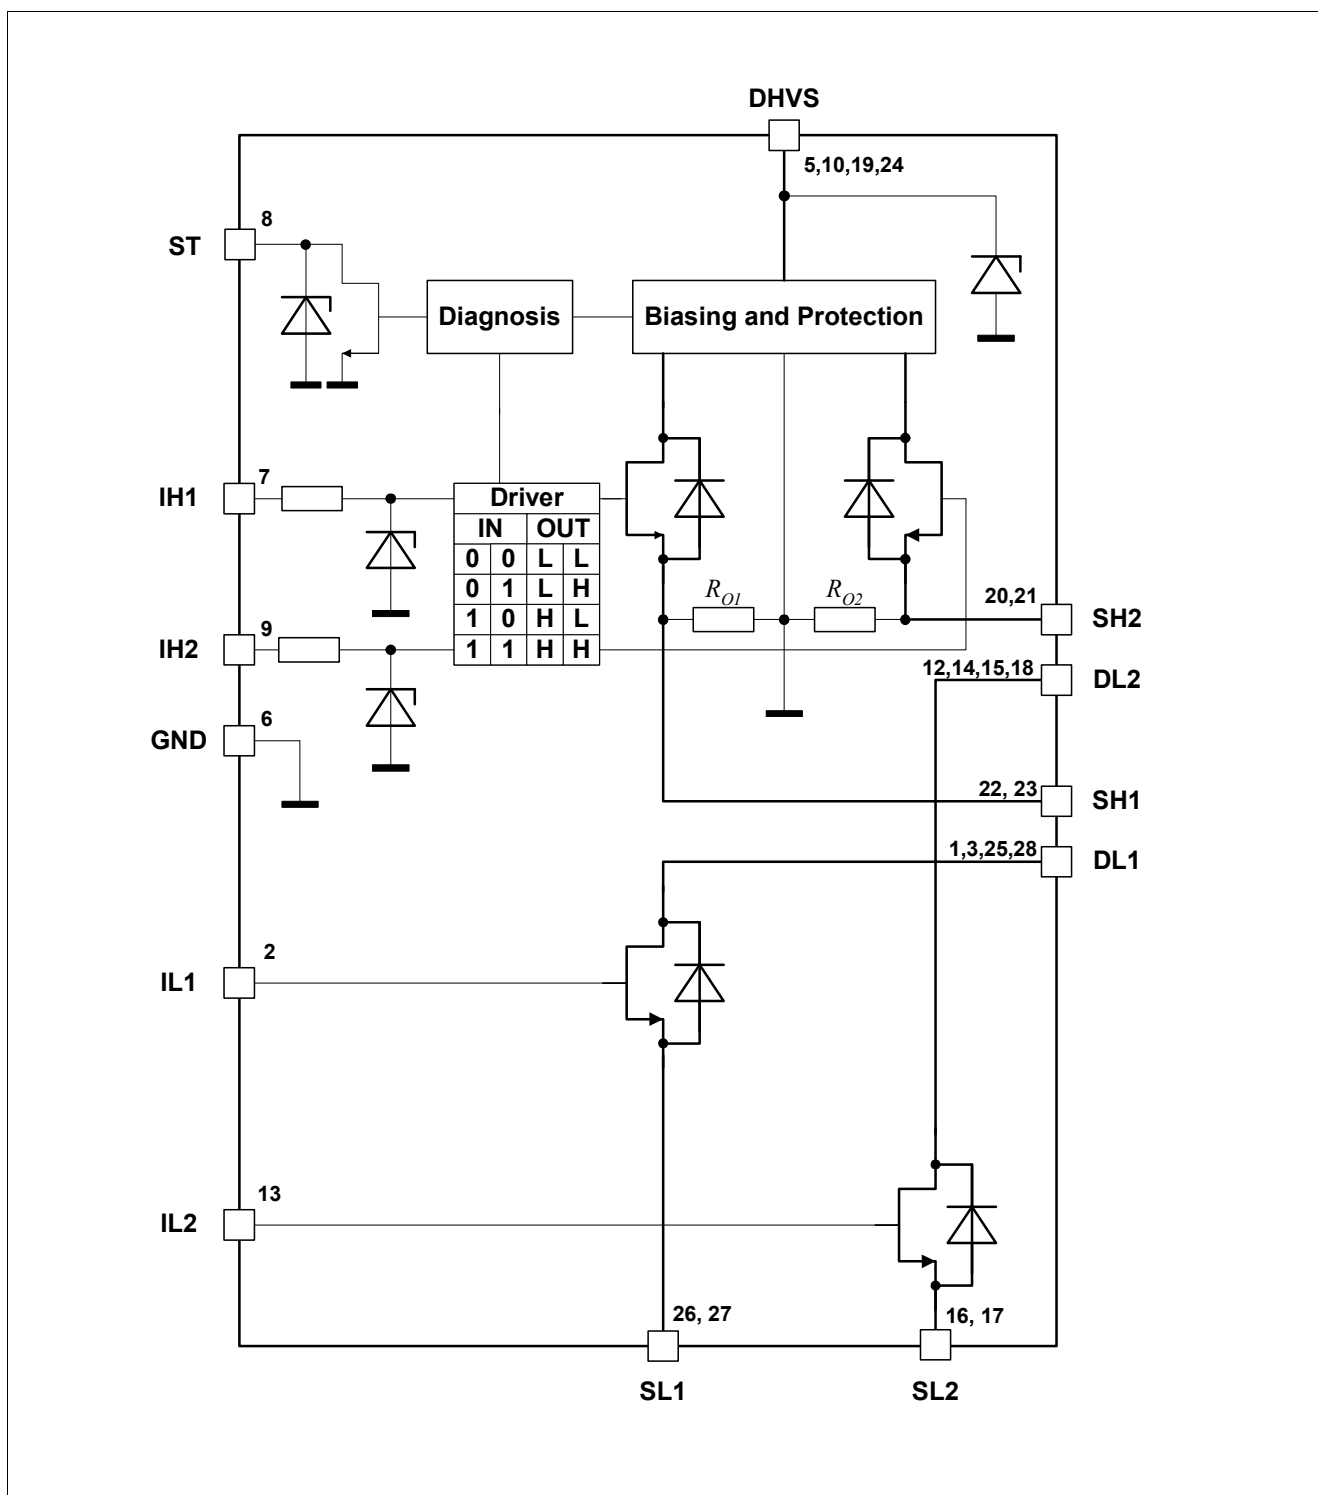 DHVS
5,10,19,24
8
ST
Diagnosis
Biasing and Protection
7
IH1
Driver
IN OUT
0 0 L L
0 1 L H
1 0 H L
1 1 H H
RO1
RO2
20,21
SH2
9
IH2
12,14,15,18
DL2
6
GND
22, 23
SH1
1,3,25,28
DL1
2
IL1
13
IL2
26, 27
16, 17
SL1
SL2